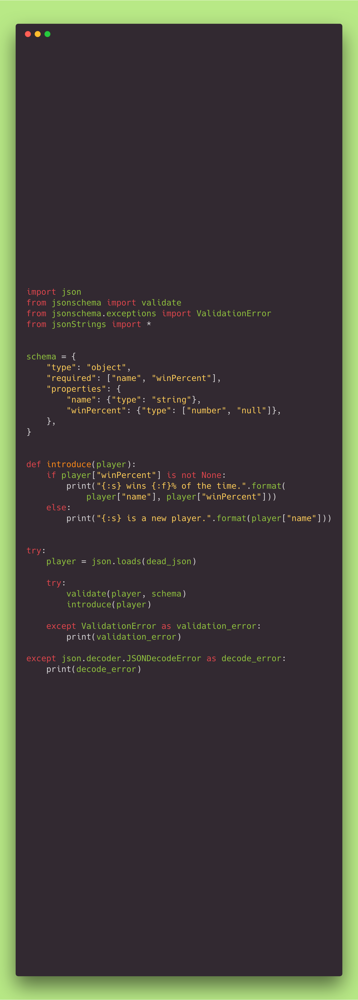 import json
from jsonschema import validate
from jsonschema.exceptions import ValidationError
from jsonStrings import *
schema = {
    "type": "object",
    "required": ["name", "winPercent"],
    "properties": {
        "name": {"type": "string"},
        "winPercent": {"type": ["number", "null"]},
    },
}
def introduce(player):
    if player["winPercent"] is not None:
        print("{:s} wins {:f}% of the time.".format(
            player["name"], player["winPercent"]))
    else:
        print("{:s} is a new player.".format(player["name"]))
try:
    player = json.loads(dead_json)
    try:
        validate(player, schema)
        introduce(player)
    except ValidationError as validation_error:
        print(validation_error)
except json.decoder.JSONDecodeError as decode_error:
    print(decode_error)